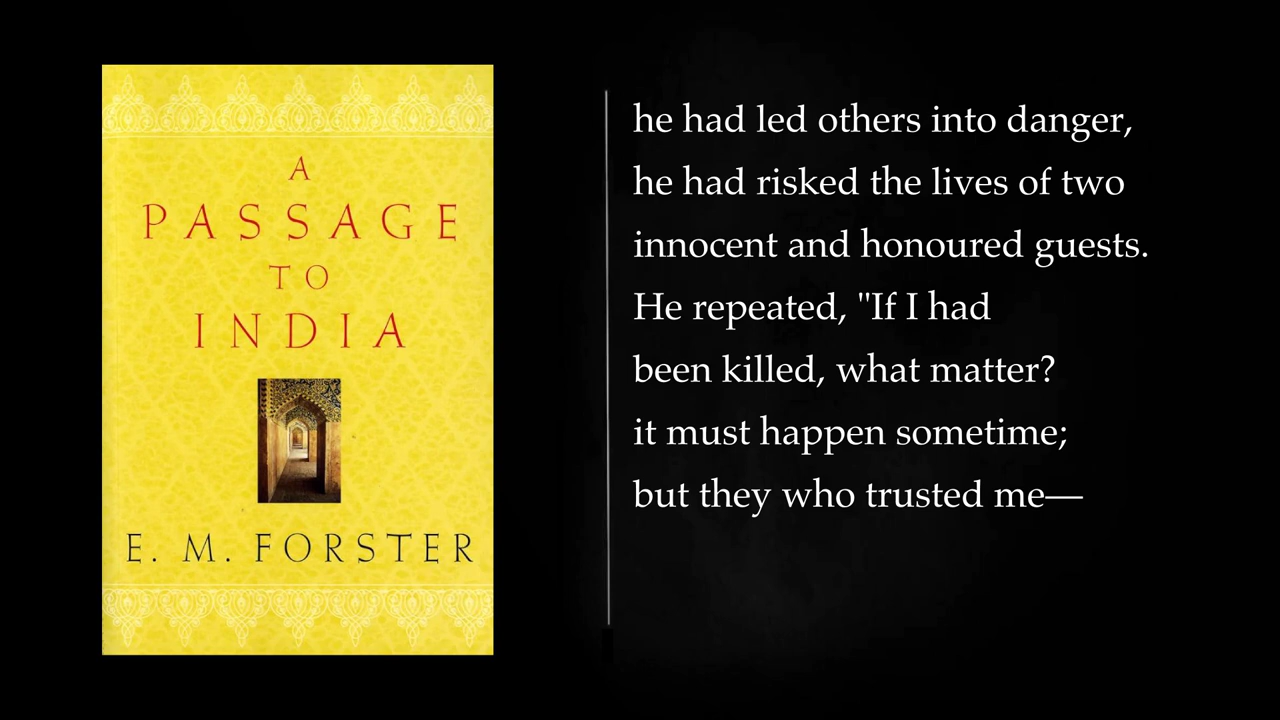 A
PASSAGE
TO
INDIA
E. M. FORSTER
he had led others into danger,
he had risked the lives of two
innocent and honoured guests.
He repeated, "If I had
been killed, what matter?
it must happen sometime;
but they who trusted me—